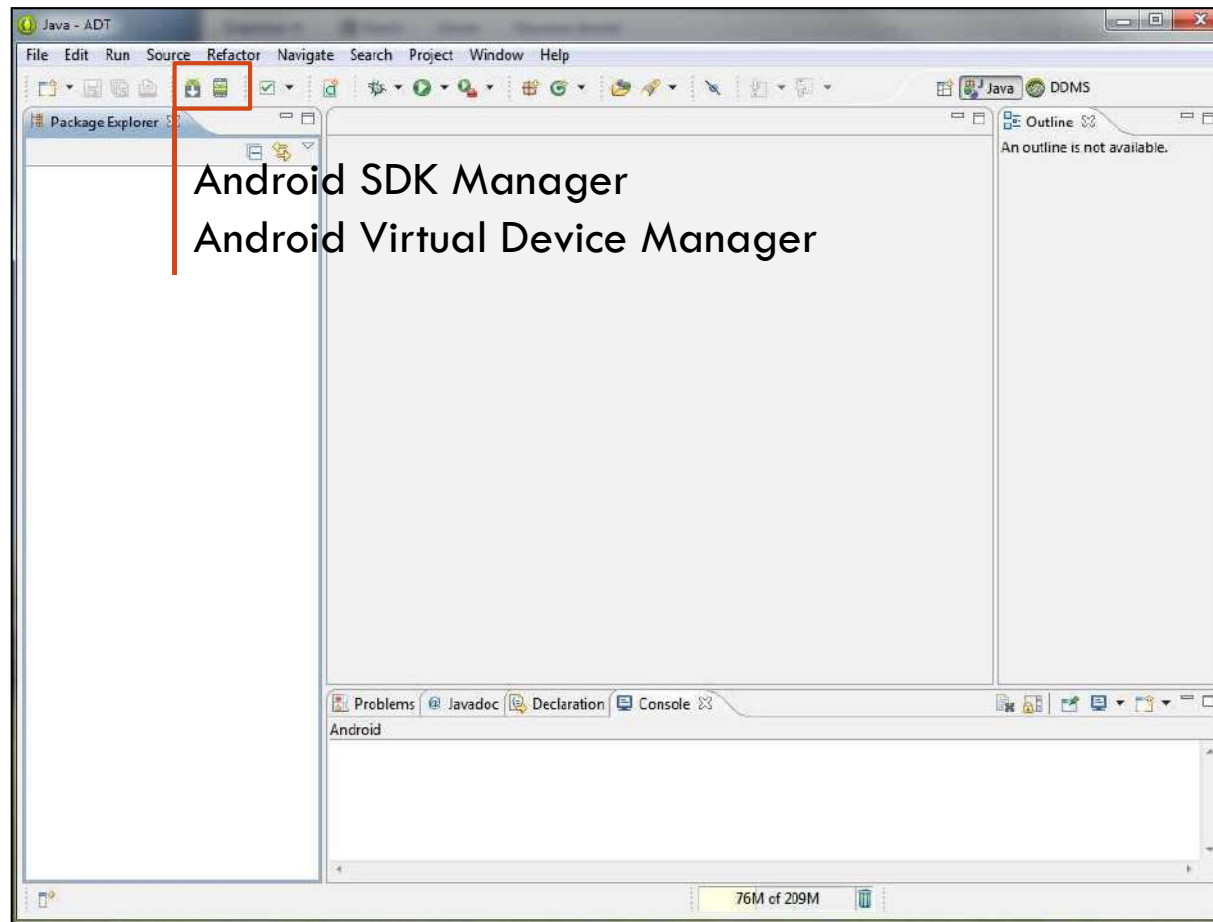 Java - ADT
File Edit Run Source Refactor Navigate Search Project Window Help
Java DDMS
Package Explorer
Outline
An outline is not available.
Android SDK Manager
Android Virtual Device Manager
Problems @ Javadoc Declaration Console
Android
76M of 209M